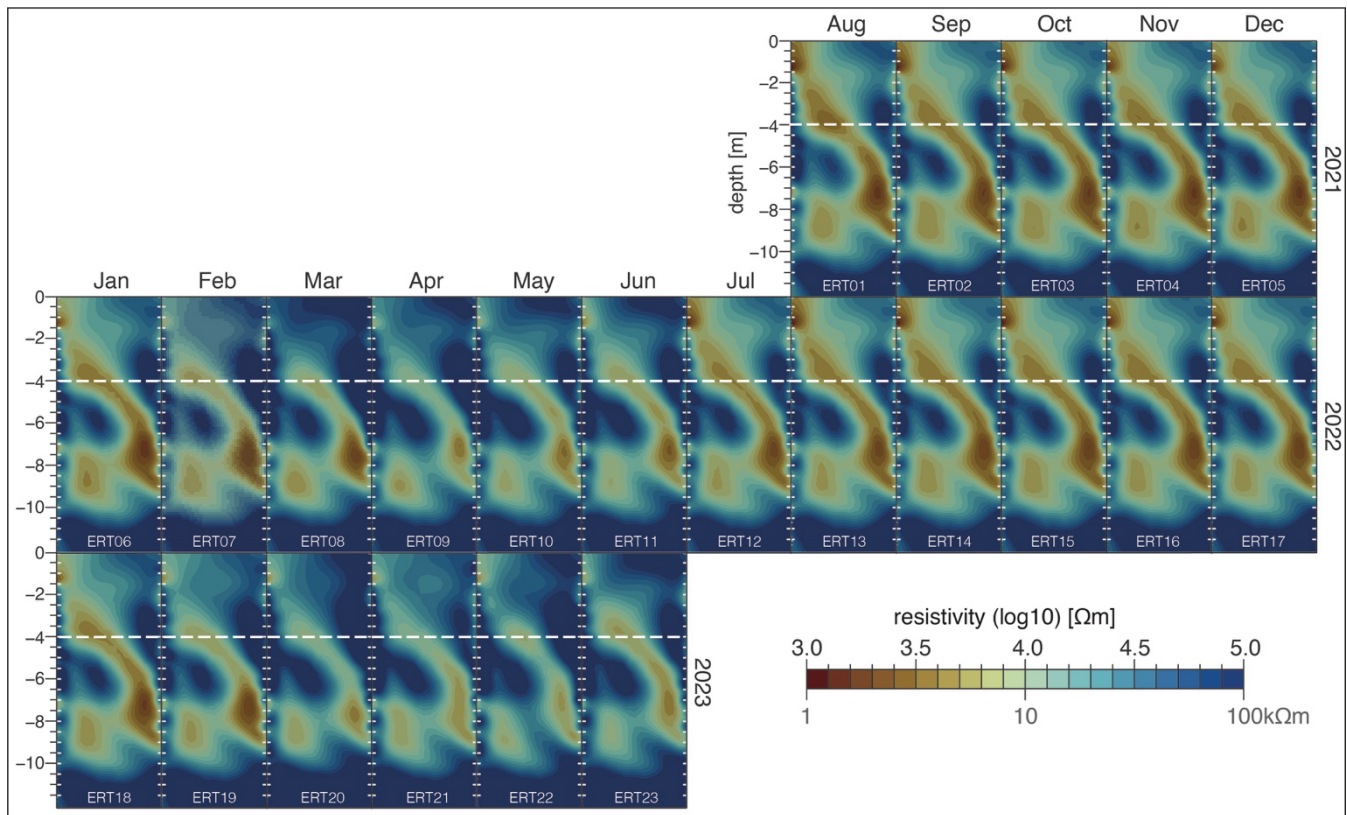 Aug Sep Oct Nov Dec
0
−2
−4
−6
−8
−10
depth [m]
2021
ERT01 ERT02 ERT03 ERT04 ERT05
Jan Feb Mar Apr May Jun Jul
0
−2
−4
−6
−8
−10
2022
ERT06 ERT07 ERT08 ERT09 ERT10 ERT11 ERT12 ERT13 ERT14 ERT15 ERT16 ERT17
0
−2
−4
−6
−8
−10
2023
ERT18 ERT19 ERT20 ERT21 ERT22 ERT23
resistivity (log10) [Ωm]
3.0 3.5 4.0 4.5 5.0
1 10 100kΩm